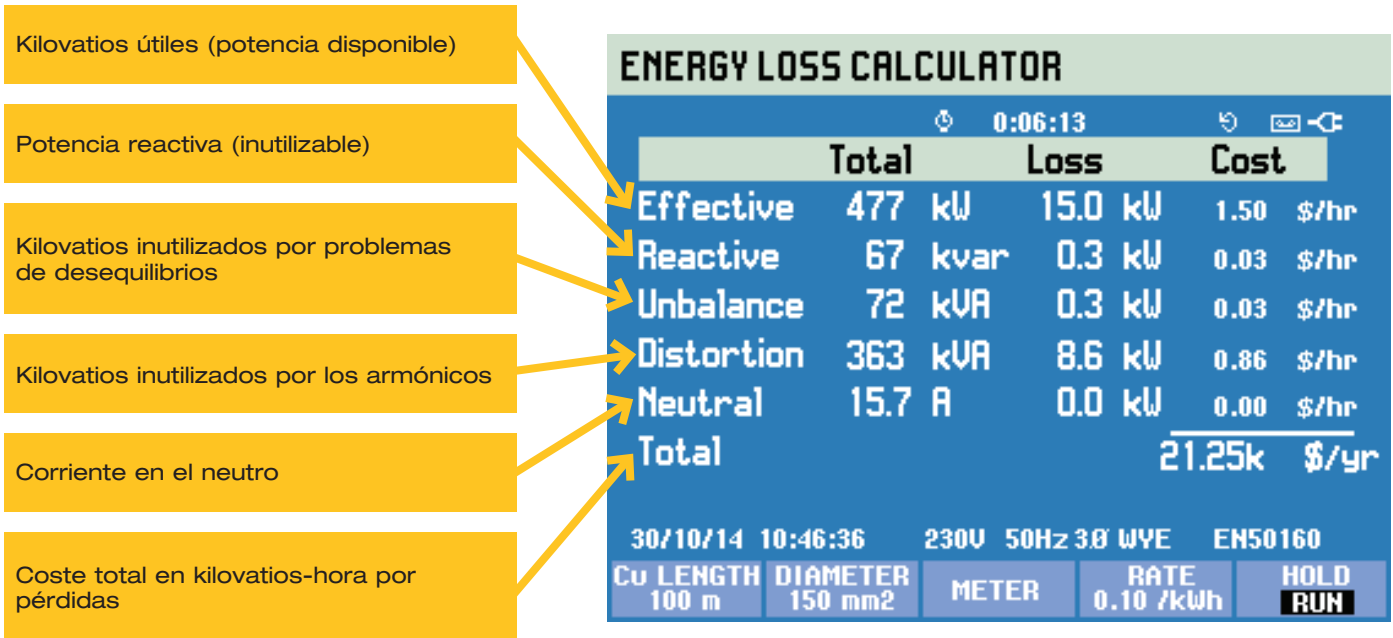 Kilovatios útiles (potencia disponible)
Potencia reactiva (inutilizable)
Kilovatios inutilizados por problemas
de desequilibrios
Kilovatios inutilizados por los armónicos
Corriente en el neutro
Coste total en kilovatios-hora por
pérdidas
ENERGY LOSS CALCULATOR
0:06:13
Total Loss Cost
Effective 477 kW 15.0 kW 1.50 $/hr
Reactive 67 kvar 0.3 kW 0.03 $/hr
Unbalance 72 kVA 0.3 kW 0.03 $/hr
Distortion 363 kVA 8.6 kW 0.86 $/hr
Neutral 15.7 A 0.0 kW 0.00 $/hr
Total 21.25k $/yr
30/10/14 10:46:36 230V 50Hz 3Ø WYE EN50160
Cu LENGTH DIAMETER METER RATE HOLD
100 m 150 mm2 0.10 /kWh RUN